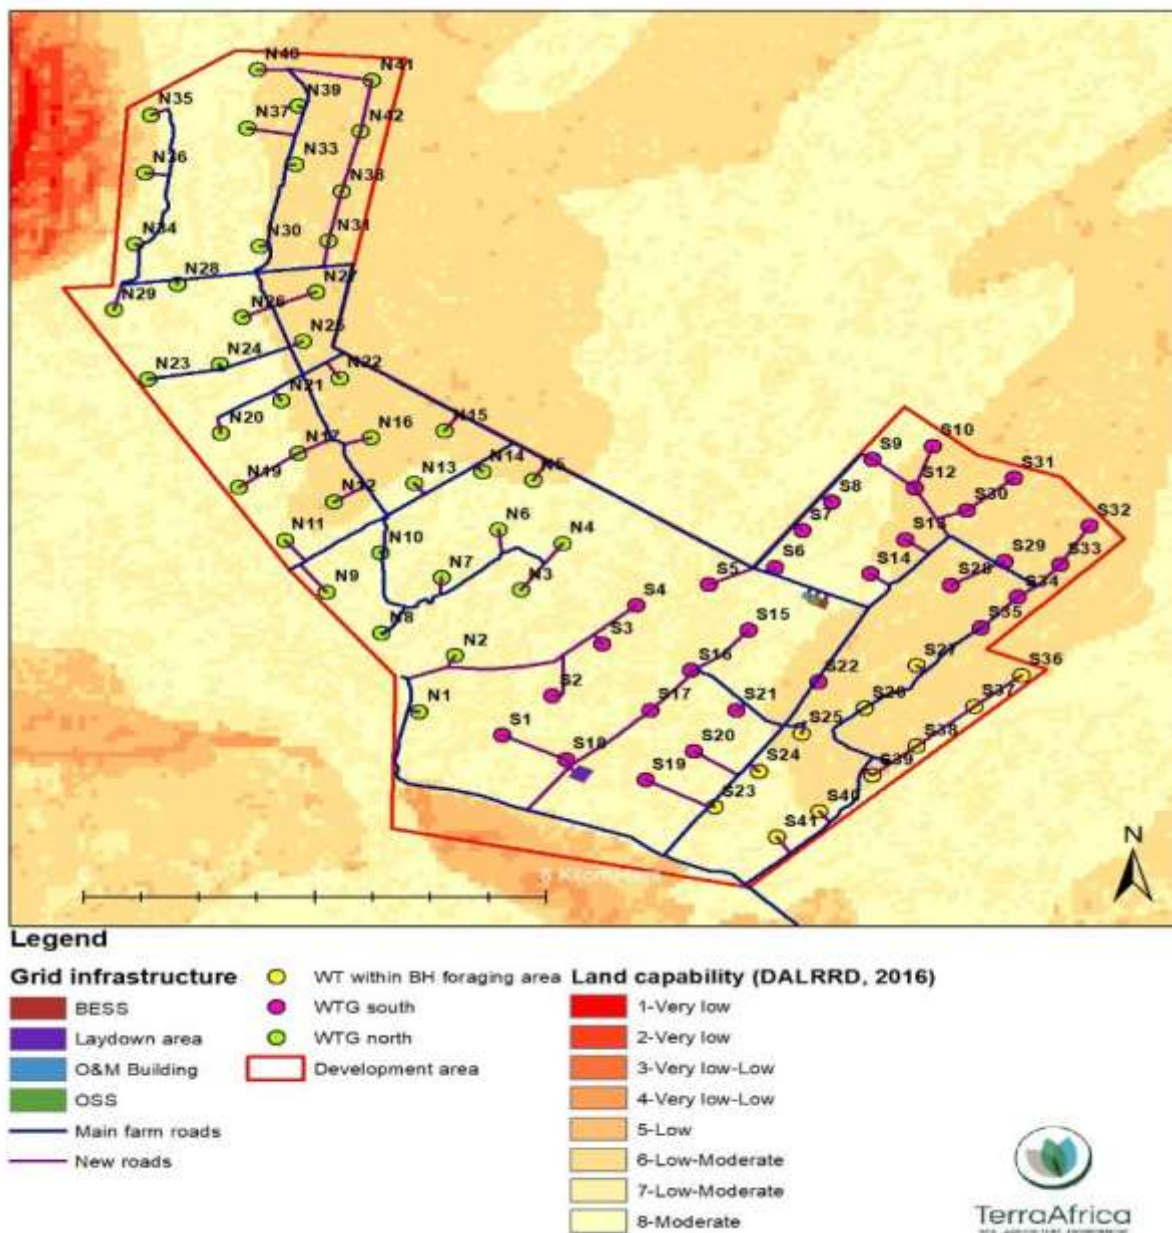 N40
N41
N39
N35
N37
N42
N33
N36
N38
N34
N30
N31
N28
N27
N29
N26
N25
N24
N23
N22
N21
N20
N16
N15
N17
N19
N13
N14
N5
N12
N11
N10
N6
N4
N7
N3
N9
N8
N2
N1
S10
S9
S12
S31
S8
S30
S32
S7
S13
S6
S14
S29
S33
S5
S28
S34
S4
S35
S15
S3
S27
S36
S16
S2
S22
S26
S37
S17
S21
S1
S25
S38
S18
S20
S24
S39
S19
S23
S40
S41
N
Legend
Grid infrastructure
BESS
Laydown area
O&M Building
OSS
Main farm roads
New roads
WT within BH foraging area
WTG south
WTG north
Development area
Land capability (DALRRD, 2016)
1-Very low
2-Very low
3-Very low-Low
4-Very low-Low
5-Low
6-Low-Moderate
7-Low-Moderate
8-Moderate
TerraAfrica